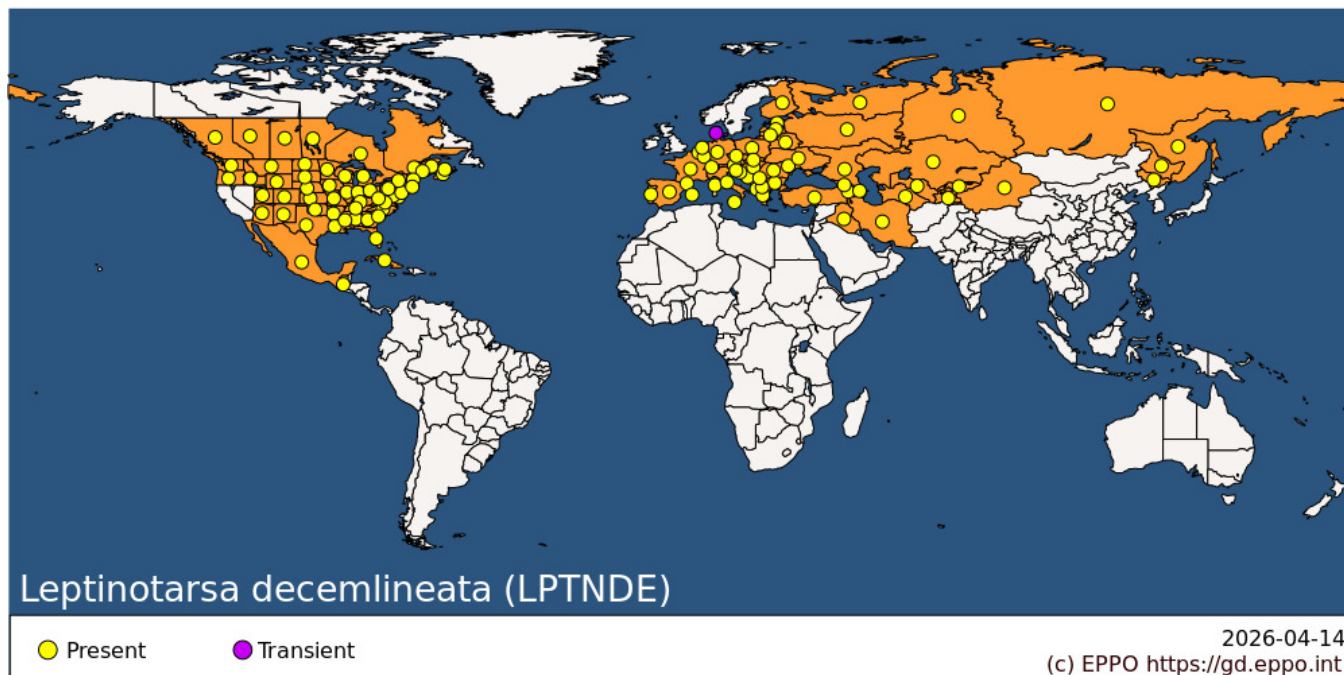 Leptinotarsa decemlineata (LPTNDE)
Present
Transient
2026-04-14
(c) EPPO https://gd.eppo.int